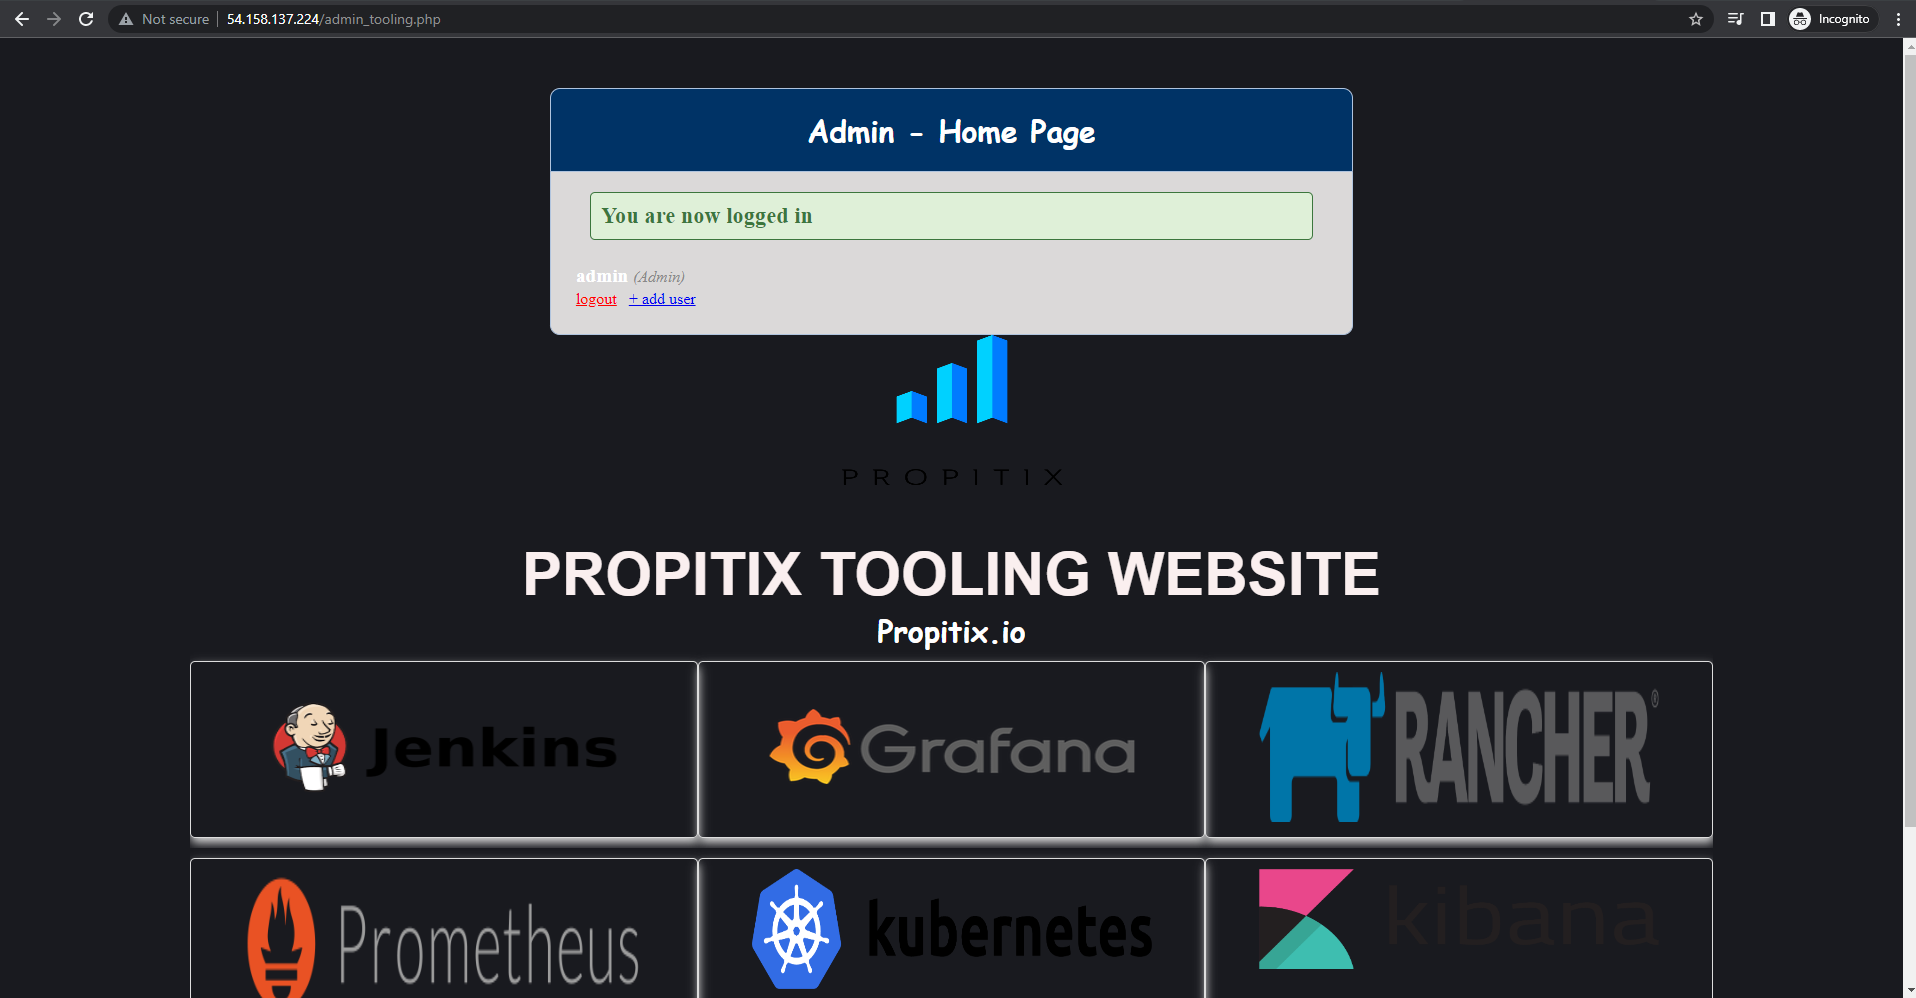 Not secure 54.158.137.224/admin_tooling.php Incognito
Admin - Home Page
You are now logged in
admin (Admin)
logout + add user
PROPITIX
PROPITIX TOOLING WEBSITE
Propitix.io
Jenkins Grafana RANCHER®
Prometheus kubernetes kibana